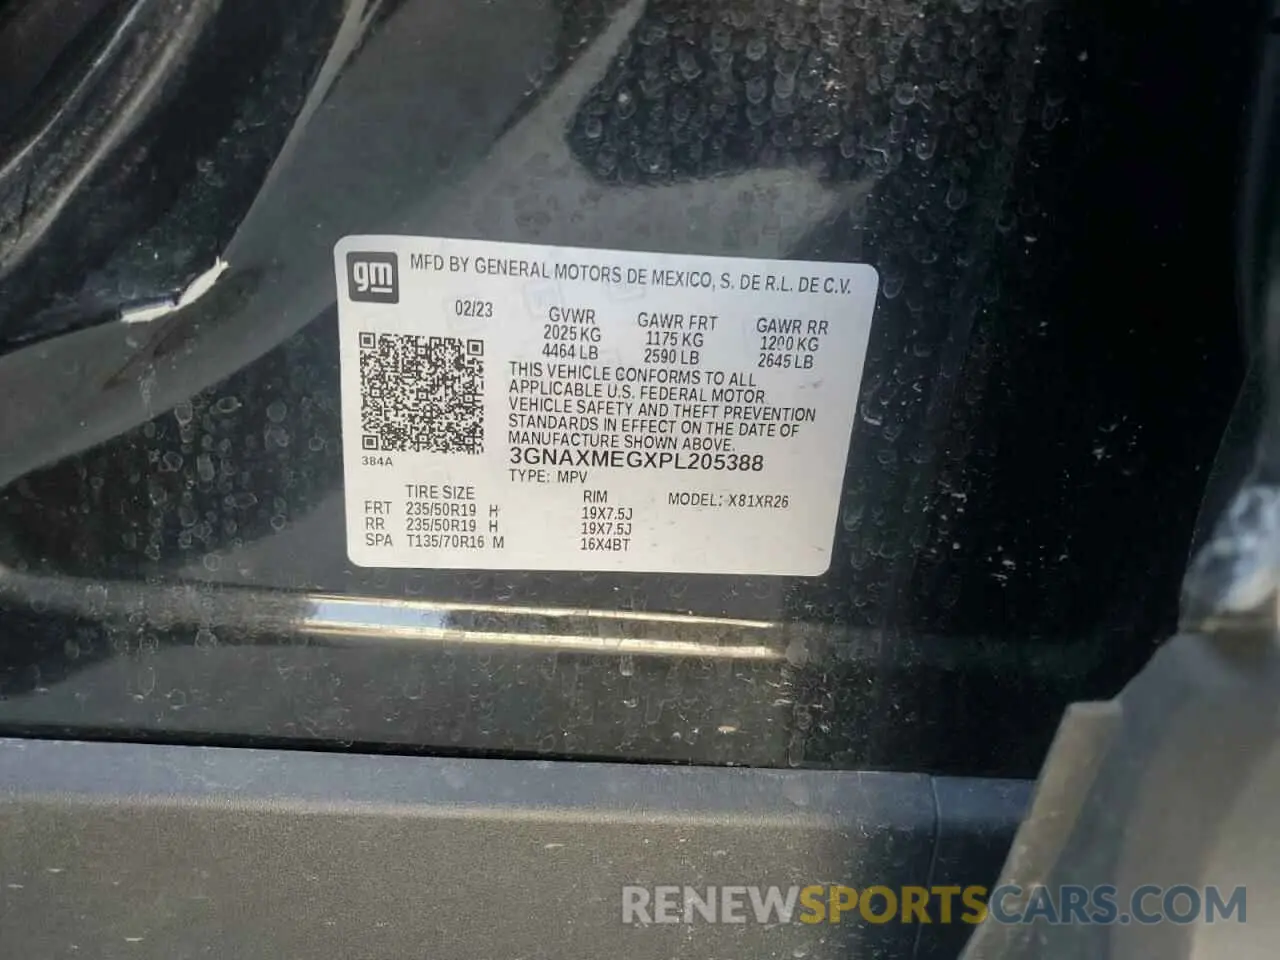 gm
MFD BY GENERAL MOTORS DE MEXICO, S. DE R.L. DE C.V.
02/23
GVWR GAWR FRT GAWR RR
2025 KG 1175 KG 1200 KG
4464 LB 2590 LB 2645 LB
THIS VEHICLE CONFORMS TO ALL
APPLICABLE U.S. FEDERAL MOTOR
VEHICLE SAFETY AND THEFT PREVENTION
STANDARDS IN EFFECT ON THE DATE OF
MANUFACTURE SHOWN ABOVE.
384A
3GNAXMEGXPL205388
TYPE: MPV
TIRE SIZE RIM MODEL: X81XR26
FRT 235/50R19 H 19X7.5J
RR 235/50R19 H 19X7.5J
SPA T135/70R16 M 16X4BT
RENEWSPORTSCARS.COM